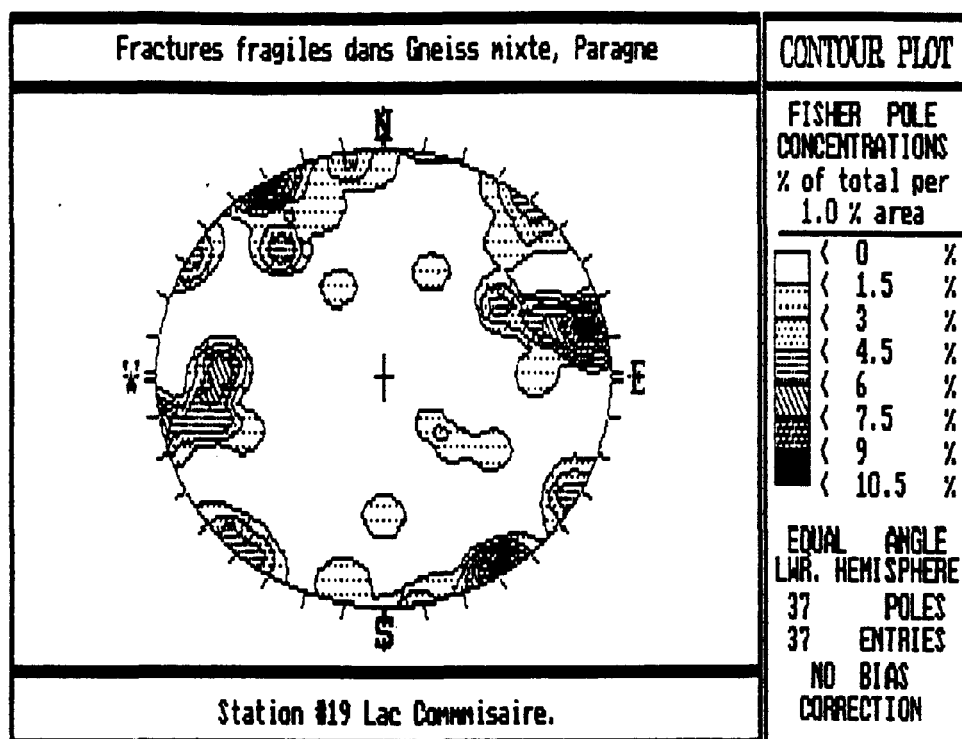 Fractures fragiles dans Gneiss mixte, Paragne
N
W
E
S
Station #19 Lac Commmisaire.
CONTOUR PLOT
FISHER POLE
CONCENTRATIONS
% of total per
1.0 % area
< 0 %
< 1.5 %
< 3 %
< 4.5 %
< 6 %
< 7.5 %
< 9 %
< 10.5 %
EQUAL ANGLE
LWR. HEMISPHERE
37 POLES
37 ENTRIES
NO BIAS
CORRECTION